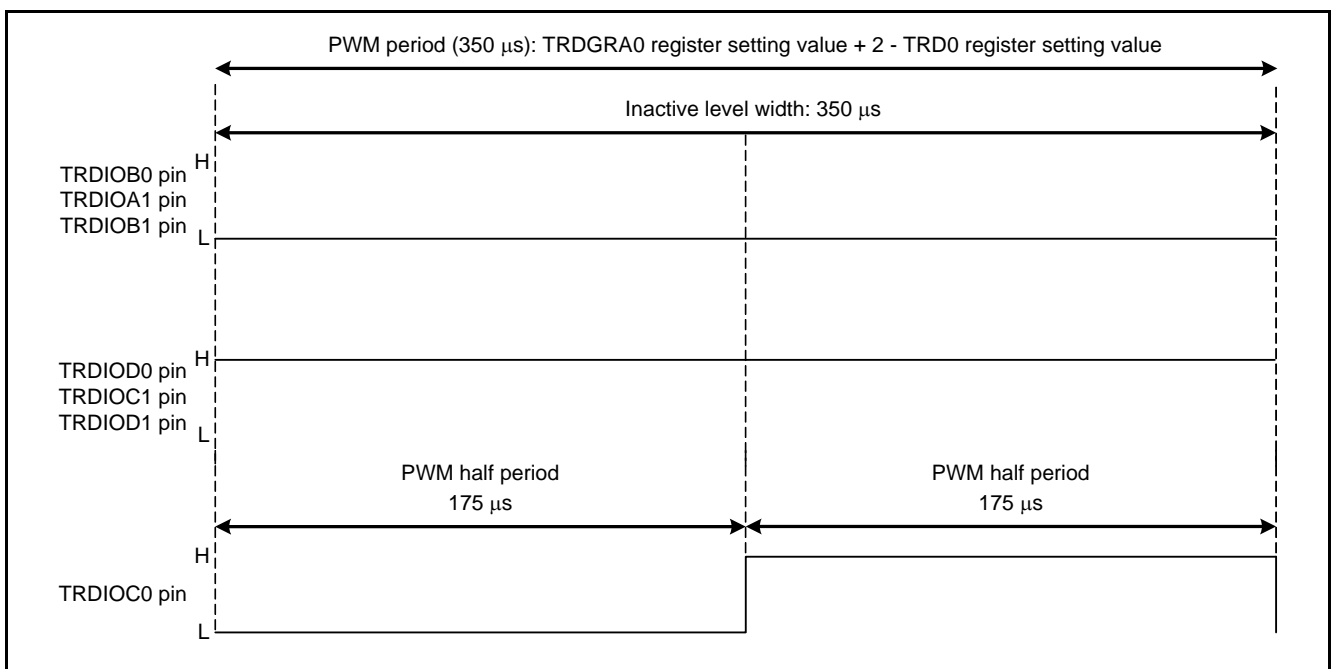 PWM period (350 μs): TRDGRA0 register setting value + 2 - TRD0 register setting value
Inactive level width: 350 μs
H
TRDIOB0 pin
TRDIOA1 pin
TRDIOB1 pin
L
H
TRDIOD0 pin
TRDIOC1 pin
TRDIOD1 pin
L
PWM half period
175 μs
PWM half period
175 μs
H
TRDIOC0 pin
L